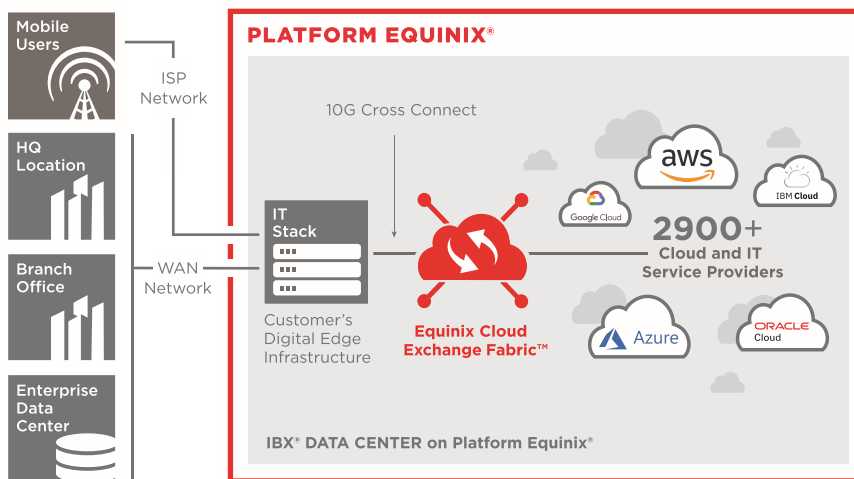 Mobile
Users
ISP
Network
HQ
Location
Branch
Office
WAN
Network
Enterprise
Data
Center
PLATFORM EQUINIX®
10G Cross Connect
IT
Stack
Customer's
Digital Edge
Infrastructure
Equinix Cloud
Exchange Fabric™
aws
Google Cloud
IBM Cloud
2900+
Cloud and IT
Service Providers
Azure
ORACLE
Cloud
IBX® DATA CENTER on Platform Equinix®